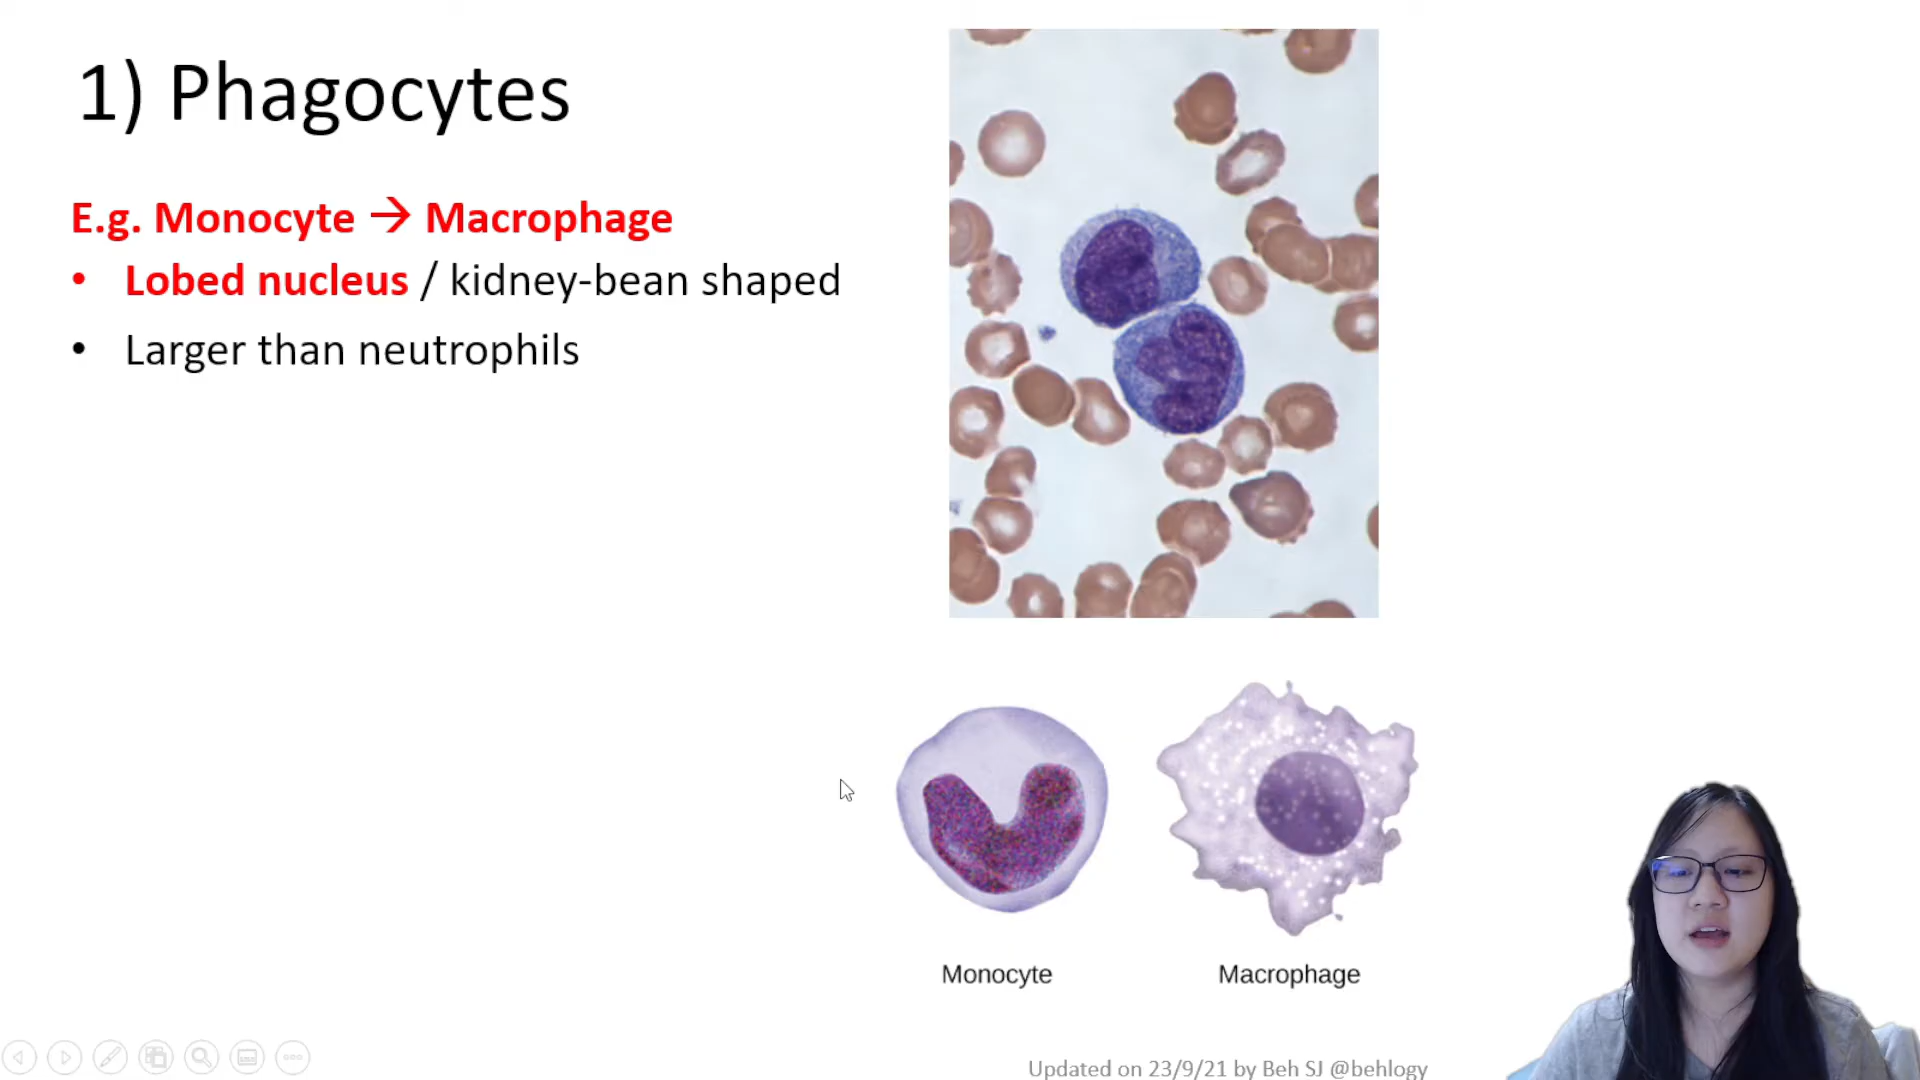 1) Phagocytes
E.g. Monocyte → Macrophage
• Lobed nucleus / kidney-bean shaped
• Larger than neutrophils
Monocyte
Macrophage
Updated on 23/9/21 by Beh SJ @behlogy